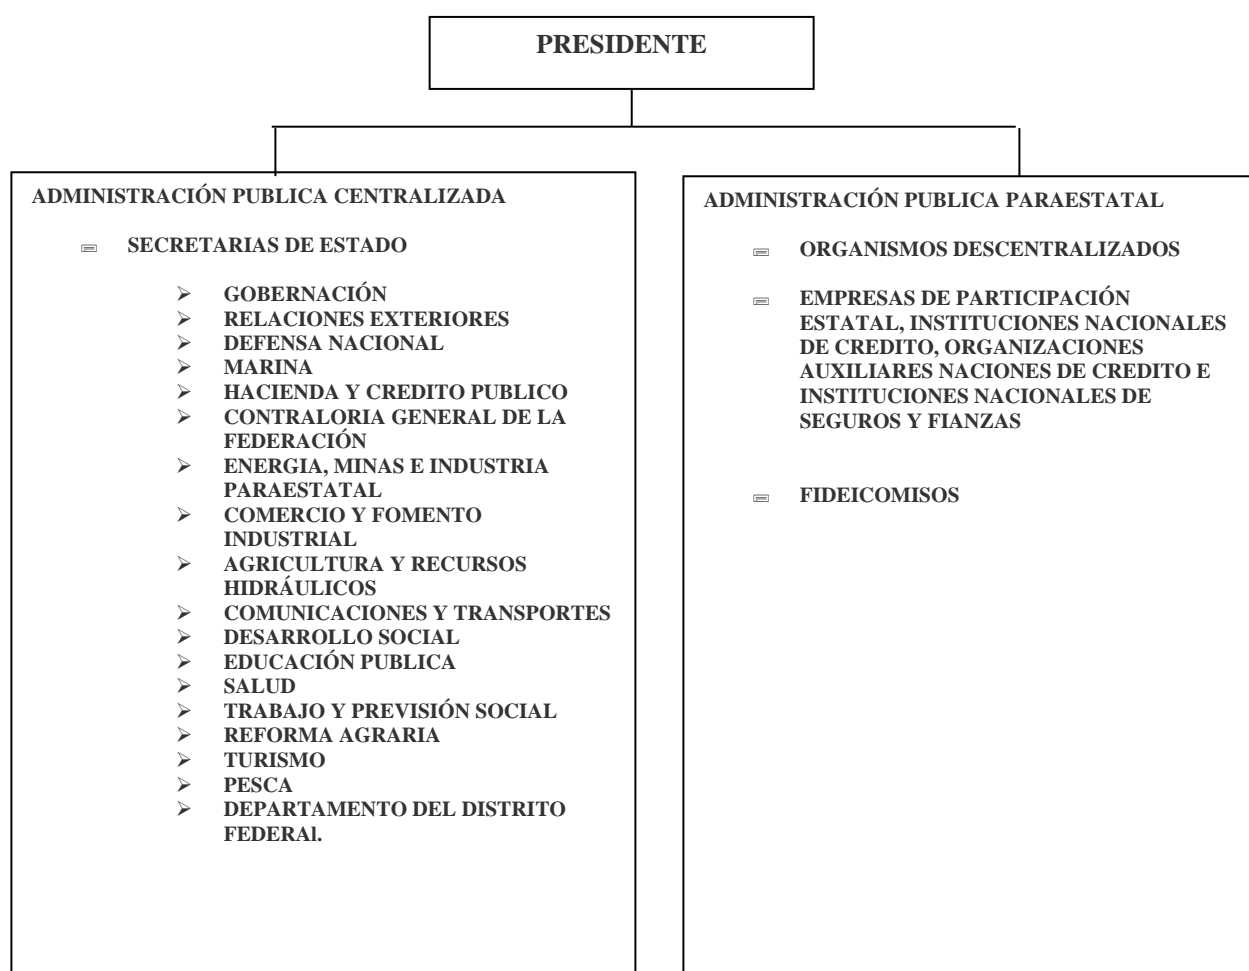 PRESIDENTE
ADMINISTRACIÓN PUBLICA CENTRALIZADA
SECRETARIAS DE ESTADO
GOBERNACIÓN
RELACIONES EXTERIORES
DEFENSA NACIONAL
MARINA
HACIENDA Y CREDITO PUBLICO
CONTRALORIA GENERAL DE LA
FEDERACIÓN
ENERGIA, MINAS E INDUSTRIA
PARAESTATAL
COMERCIO Y FOMENTO
INDUSTRIAL
AGRICULTURA Y RECURSOS
HIDRÁULICOS
COMUNICACIONES Y TRANSPORTES
DESARROLLO SOCIAL
EDUCACIÓN PUBLICA
SALUD
TRABAJO Y PREVISIÓN SOCIAL
REFORMA AGRARIA
TURISMO
PESCA
DEPARTAMENTO DEL DISTRITO
FEDERAl.
ADMINISTRACIÓN PUBLICA PARAESTATAL
ORGANISMOS DESCENTRALIZADOS
EMPRESAS DE PARTICIPACIÓN
ESTATAL, INSTITUCIONES NACIONALES
DE CREDITO, ORGANIZACIONES
AUXILIARES NACIONES DE CREDITO E
INSTITUCIONES NACIONALES DE
SEGUROS Y FIANZAS
FIDEICOMISOS